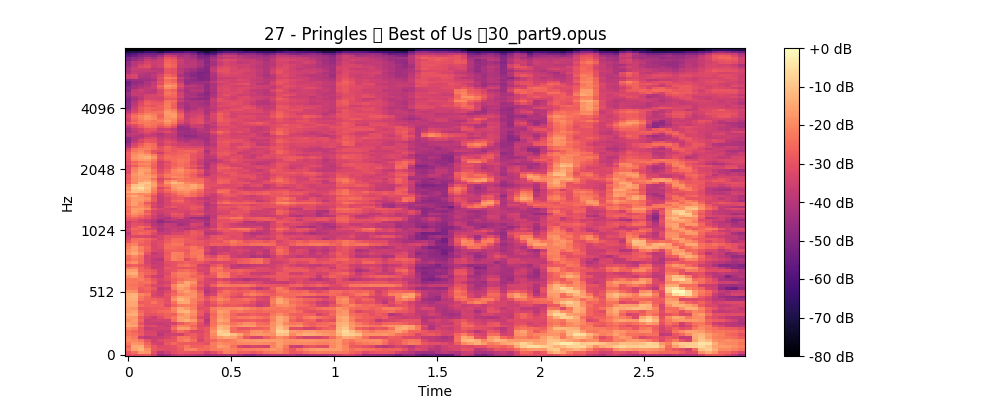 27 - Pringles  Best of Us 30_part9.opus
+0 dB
-10 dB
-20 dB
-30 dB
-40 dB
-50 dB
-60 dB
-70 dB
-80 dB
Hz
4096
2048
1024
512
0
0 0.5 1 1.5 2 2.5
Time